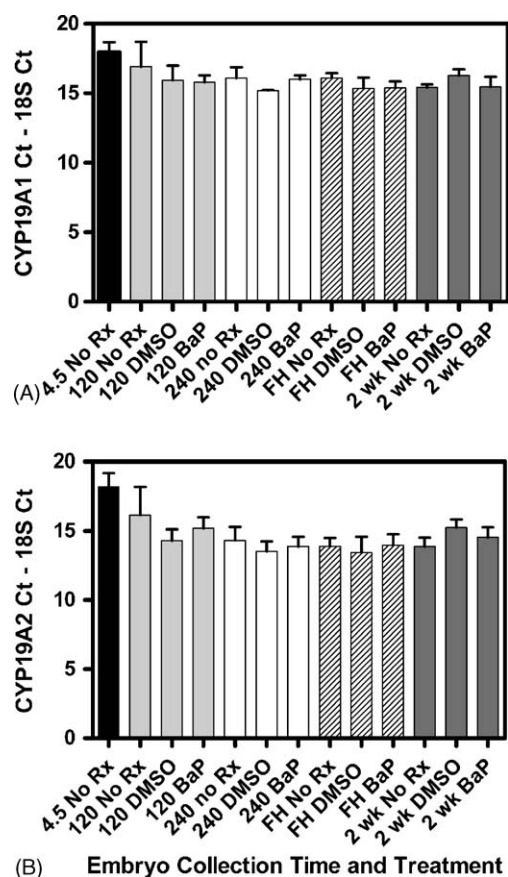 20
15
10
5
0
CYP19A1 Ct - 18S Ct
4.5 No Rx
120 No Rx
120 DMSO
120 BaP
240 no Rx
240 DMSO
240 BaP
FH No Rx
FH DMSO
FH BaP
2 wk No Rx
2 wk DMSO
2 wk BaP
(A)
20
15
10
5
0
CYP19A2 Ct - 18S Ct
4.5 No Rx
120 No Rx
120 DMSO
120 BaP
240 no Rx
240 DMSO
240 BaP
FH No Rx
FH DMSO
FH BaP
2 wk No Rx
2 wk DMSO
2 wk BaP
(B)
Embryo Collection Time and Treatment